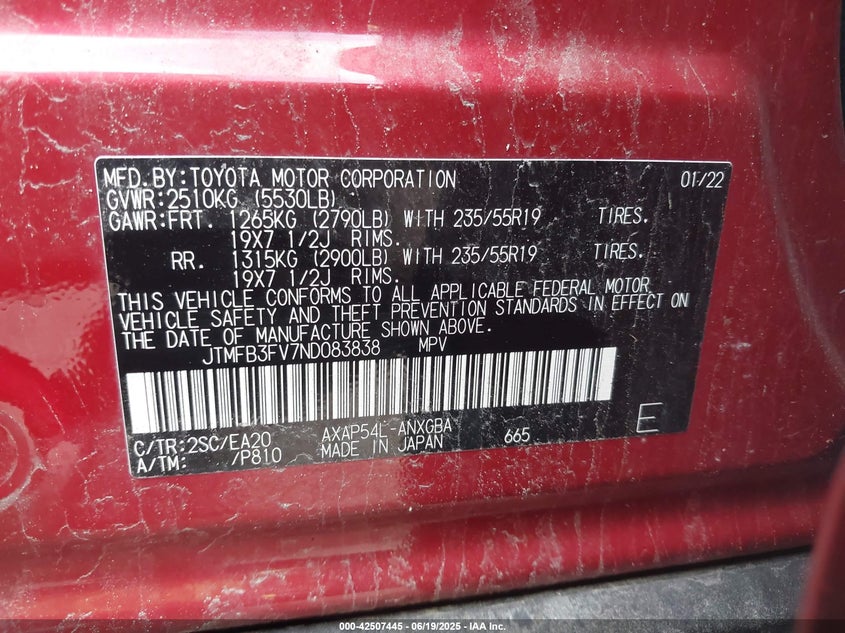 MFD.BY:TOYOTA MOTOR CORPORATION 01/22
GVWR:2510KG (5530LB)
GAWR:FRT. 1265KG (2790LB) WITH 235/55R19 TIRES.
19X7 1/2J RIMS.
RR. 1315KG (2900LB) WITH 235/55R19 TIRES.
19X7 1/2J RIMS.
THIS VEHICLE CONFORMS TO ALL APPLICABLE FEDERAL MOTOR
VEHICLE SAFETY AND THEFT PREVENTION STANDARDS IN EFFECT ON
THE DATE OF MANUFACTURE SHOWN ABOVE.
JTMFB3FV7ND083838 MPV
C/TR:2SC/EA20 AXAP54L-ANXGBA E
A/TM: /P810 MADE IN JAPAN 665
000-42507445 - 06/19/2025 - IAA Inc.